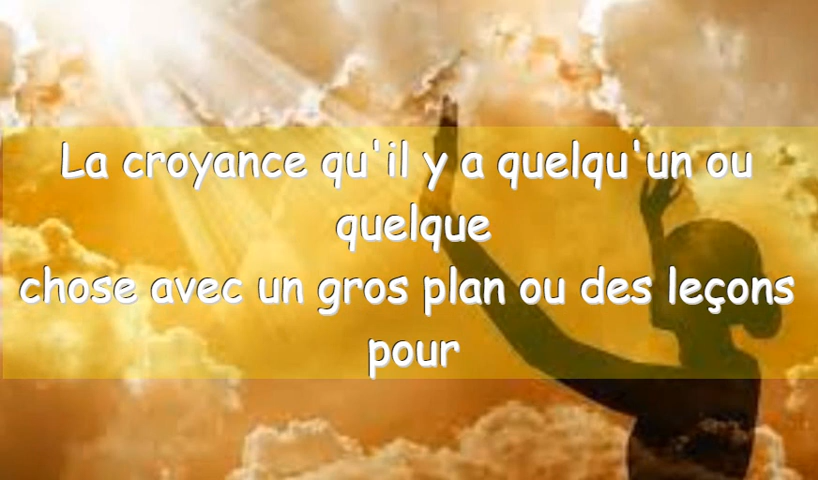 La croyance qu'il y a quelqu'un ou
quelque
chose avec un gros plan ou des leçons
pour